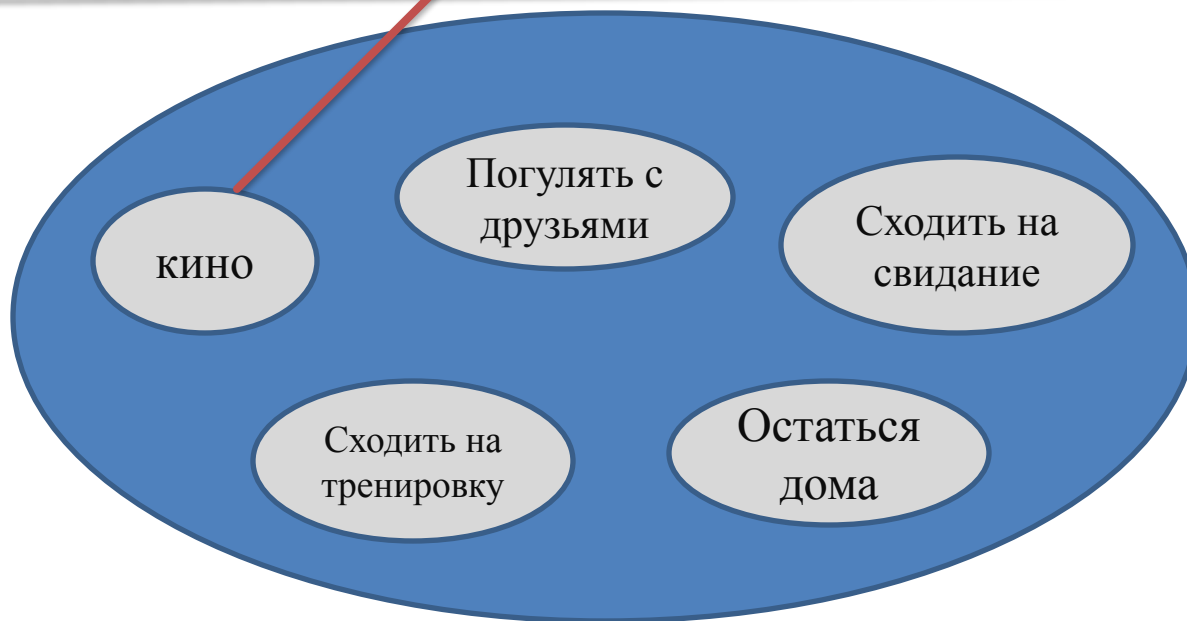 Погулять с
друзьями
Сходить на
свидание
кино
Сходить на
тренировку
Остаться
дома